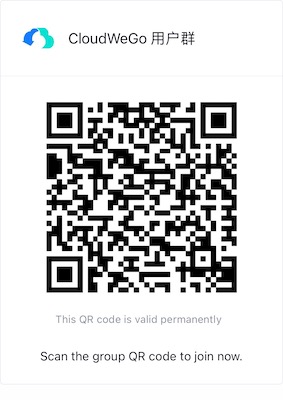 CloudWeGo 用户群
This QR code is valid permanently
Scan the group QR code to join now.